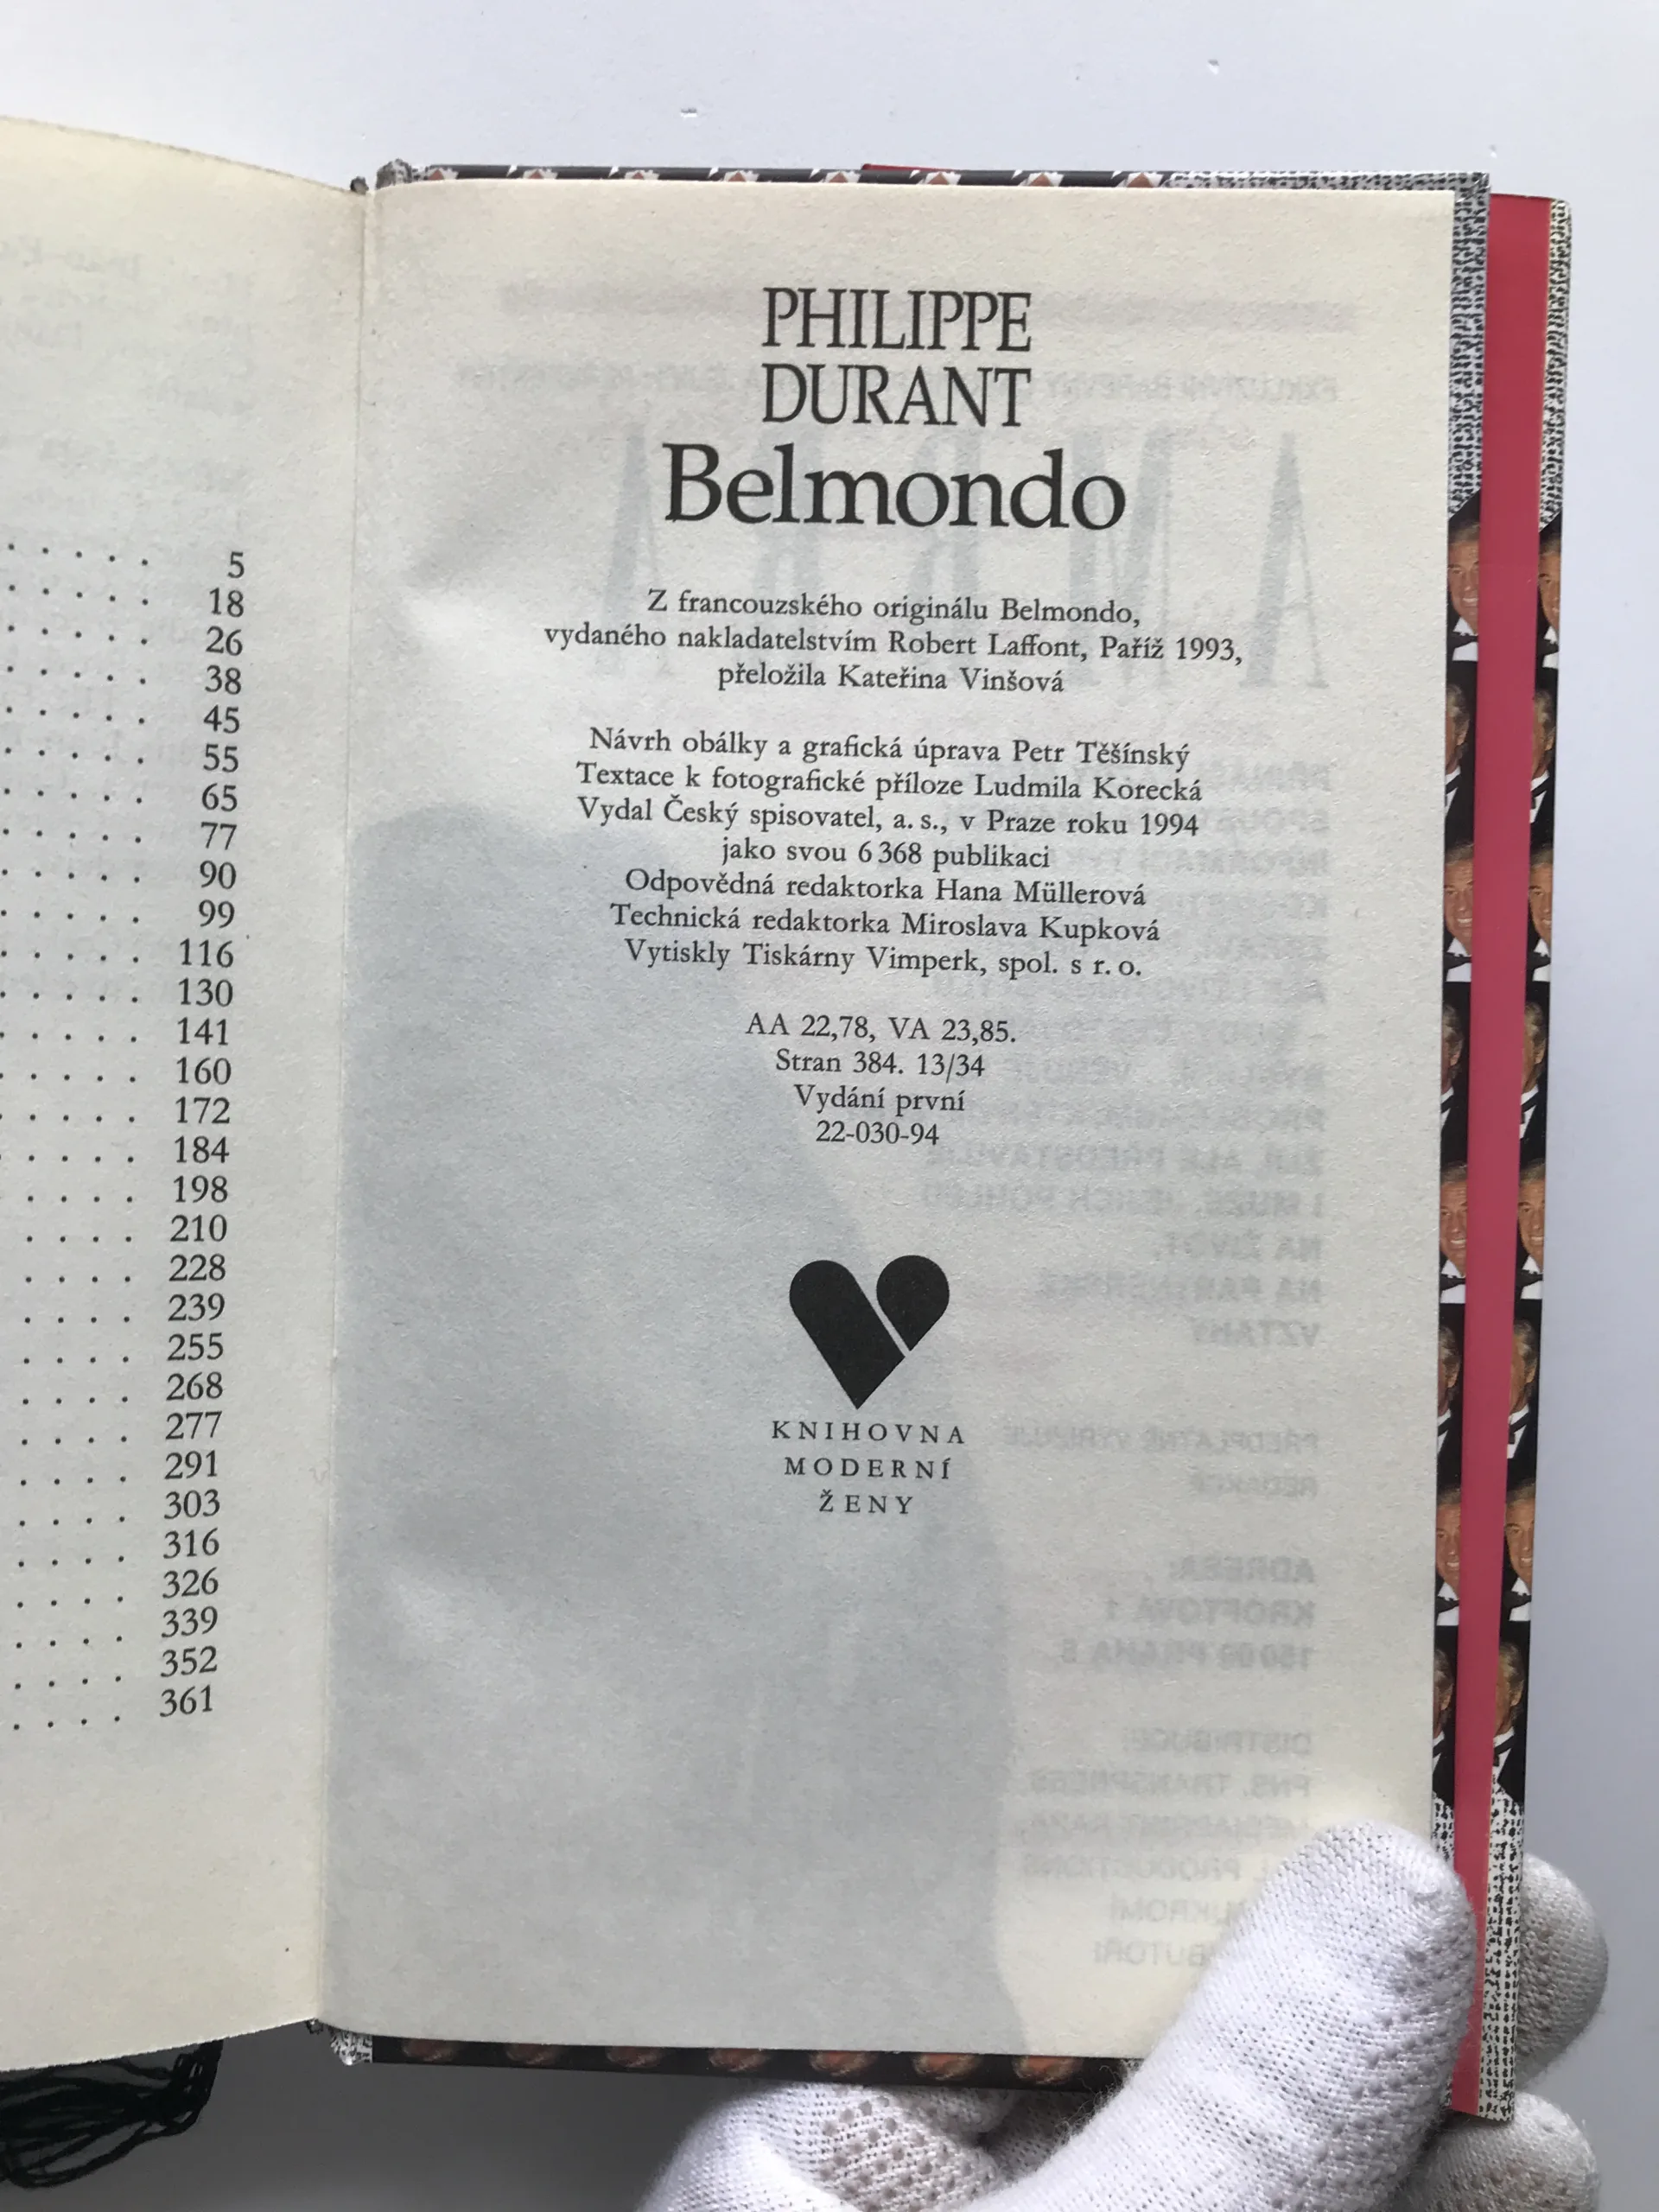 5
18
26
38
45
55
65
77
90
99
116
130
141
160
172
184
198
210
228
239
255
268
277
291
303
316
326
339
352
361
PHILIPPE
DURANT
Belmondo
Z francouzského originálu Belmondo,
vydaného nakladatelstvím Robert Laffont, Paříž 1993,
přeložila Kateřina Vinšová
Návrh obálky a grafická úprava Petr Těšínský
Textace k fotografické příloze Ludmila Korecká
Vydal Český spisovatel, a. s., v Praze roku 1994
jako svou 6 368 publikaci
Odpovědná redaktorka Hana Müllerová
Technická redaktorka Miroslava Kupková
Vytiskly Tiskárny Vimperk, spol. s r. o.
AA 22,78, VA 23,85.
Stran 384. 13/34
Vydání první
22-030-94
KNIHOVNA
MODERNÍ
ŽENY